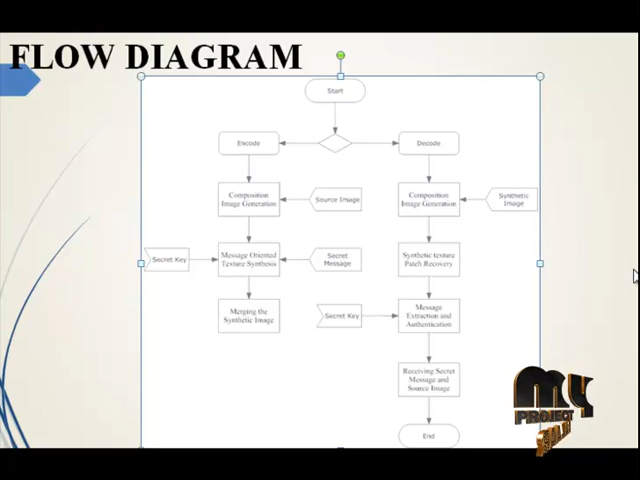 FLOW DIAGRAM
Start
Encode
Decode
Composition
Image Generation
Source Image
Composition
Image Generation
Synthetic
Image
Secret Key
Message Oriented
Texture Synthesis
Secret
Message
Synthetic texture
Patch Recovery
Merging the
Synthetic Image
Secret Key
Message
Extraction and
Authentication
Receiving Secret
Message and
Source Image
End
my
PROJECT